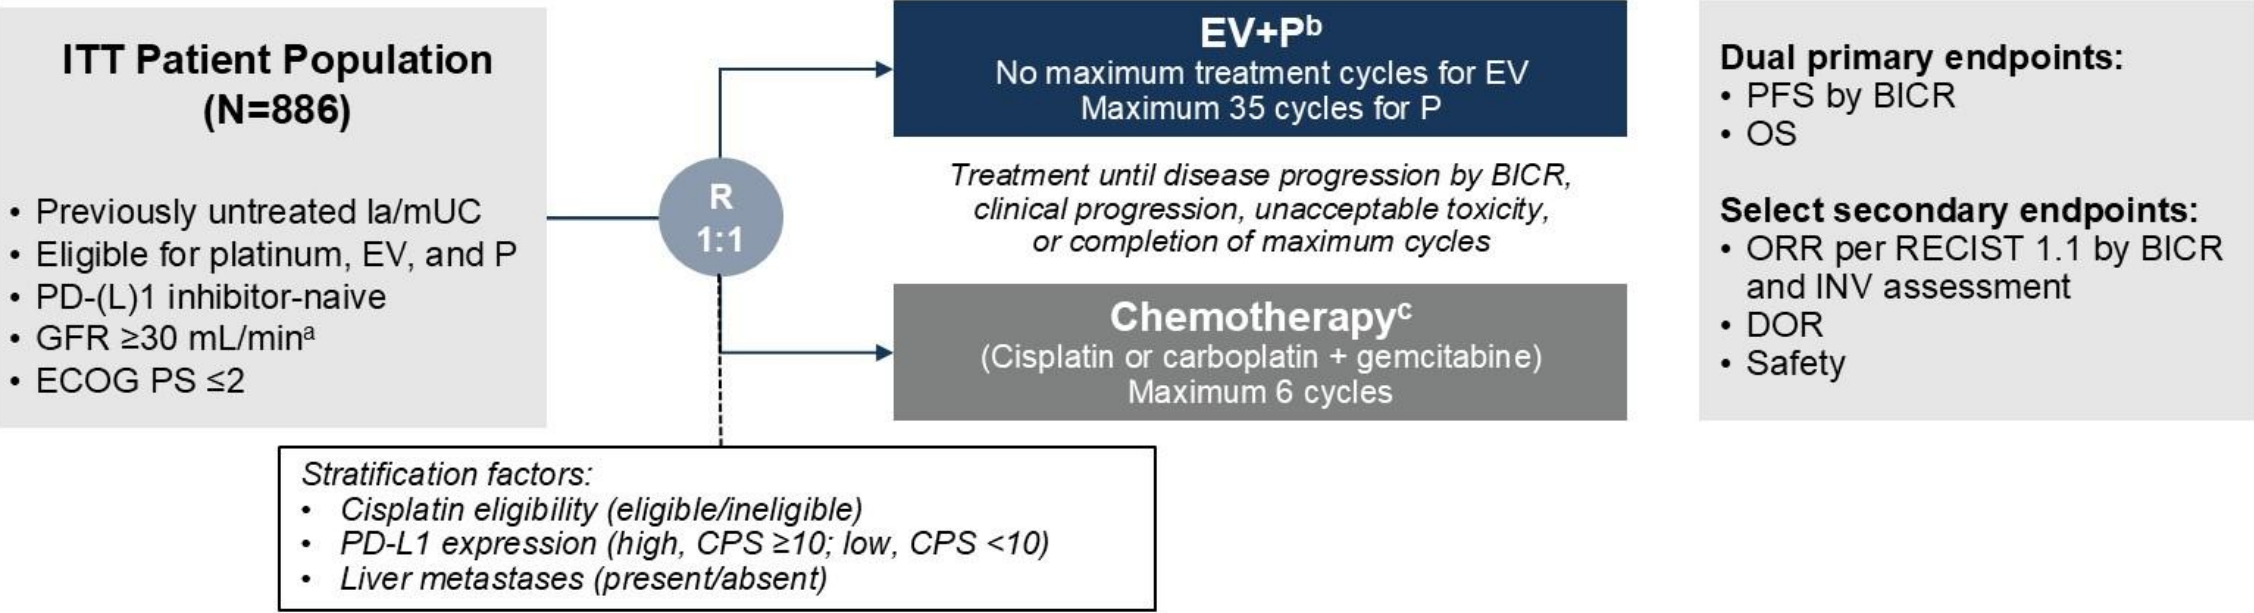 ITT Patient Population
(N=886)
• Previously untreated la/mUC
• Eligible for platinum, EV, and P
• PD-(L)1 inhibitor-naive
• GFR ≥30 mL/minᵃ
• ECOG PS ≤2
R
1:1
EV+Pᵇ
No maximum treatment cycles for EV
Maximum 35 cycles for P
Treatment until disease progression by BICR,
clinical progression, unacceptable toxicity,
or completion of maximum cycles
Chemotherapyᶜ
(Cisplatin or carboplatin + gemcitabine)
Maximum 6 cycles
Stratification factors:
• Cisplatin eligibility (eligible/ineligible)
• PD-L1 expression (high, CPS ≥10; low, CPS <10)
• Liver metastases (present/absent)
Dual primary endpoints:
• PFS by BICR
• OS
Select secondary endpoints:
• ORR per RECIST 1.1 by BICR
and INV assessment
• DOR
• Safety